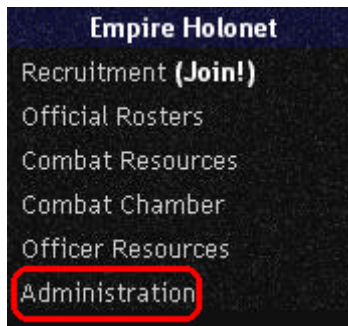 Empire Holonet
Recruitment (Join!)
Official Rosters
Combat Resources
Combat Chamber
Officer Resources
Administration